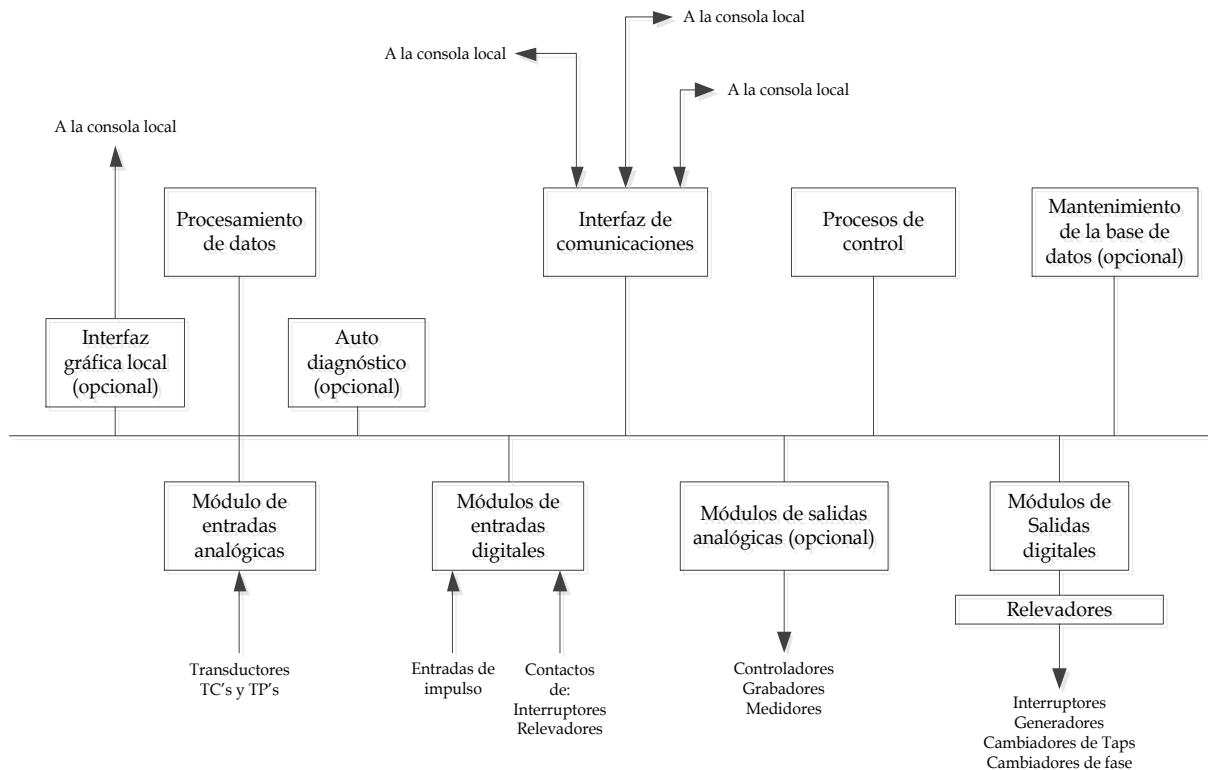 A la consola local
A la consola local
A la consola local
A la consola local
Procesamiento
de datos
Interfaz de
comunicaciones
Procesos de
control
Mantenimiento
de la base de
datos (opcional)
Interfaz
gráfica local
(opcional)
Auto
diagnóstico
(opcional)
Módulo de
entradas
analógicas
Módulos de
entradas
digitales
Módulos de salidas
analógicas (opcional)
Módulos de
Salidas
digitales
Relevadores
Transductores
TC's y TP's
Entradas de
impulso
Contactos
de:
Interruptores
Relevadores
Controladores
Grabadores
Medidores
Interruptores
Generadores
Cambiadores de Taps
Cambiadores de fase